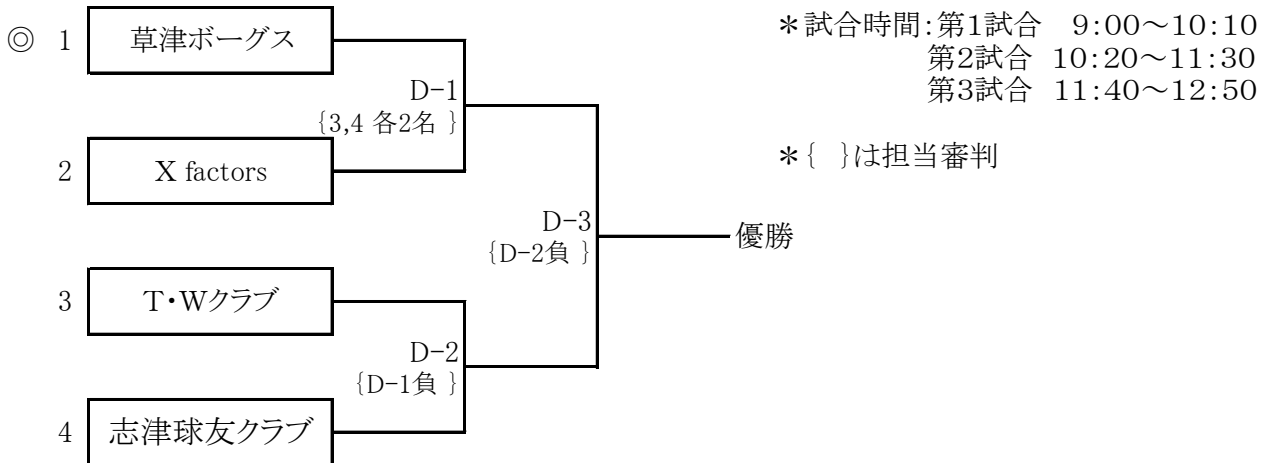 ◎ 1 草津ボーグス
＊試合時間:第1試合 9:00～10:10
第2試合 10:20～11:30
第3試合 11:40～12:50
D-1
{3,4 各2名 }
2 X factors
＊{ }は担当審判
D-3
{D-2負 }
優勝
3 T・Wクラブ
D-2
{D-1負 }
4 志津球友クラブ